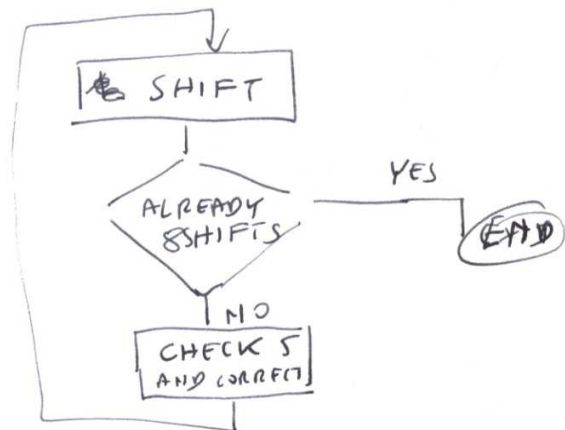 SHIFT
YES
ALREADY
8SHIFTS
END
NO
CHECK 5
AND CORRECT